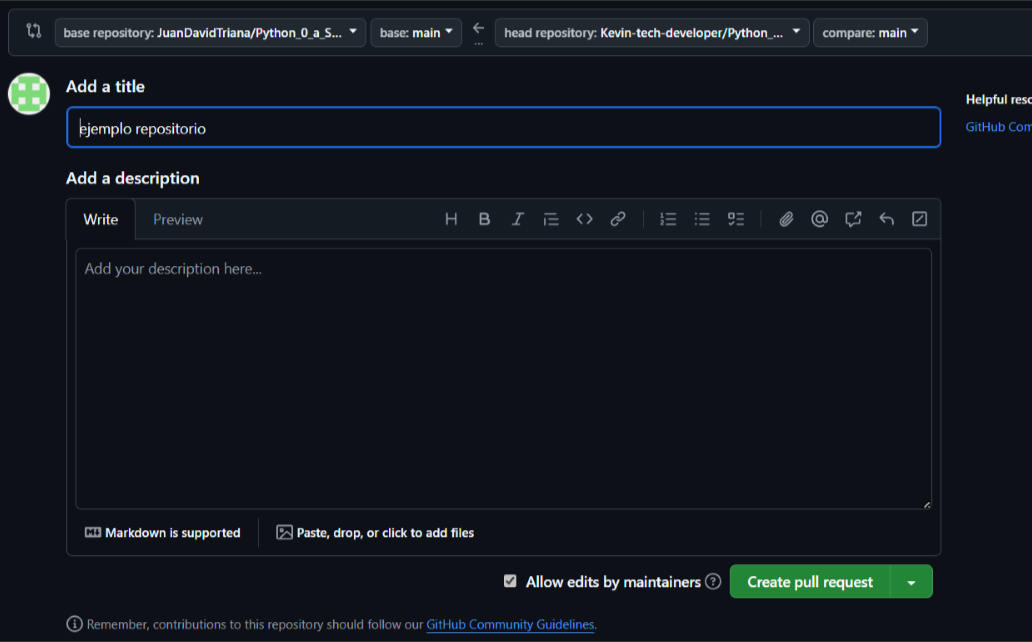 base repository: JuanDavidTriana/Python_0_a_S... base: main head repository: Kevin-tech-developer/Python_... compare: main
Add a title
ejemplo repositorio
Helpful reso
GitHub Com
Add a description
Write Preview
Add your description here...
Markdown is supported Paste, drop, or click to add files
Allow edits by maintainers Create pull request
Remember, contributions to this repository should follow our GitHub Community Guidelines.